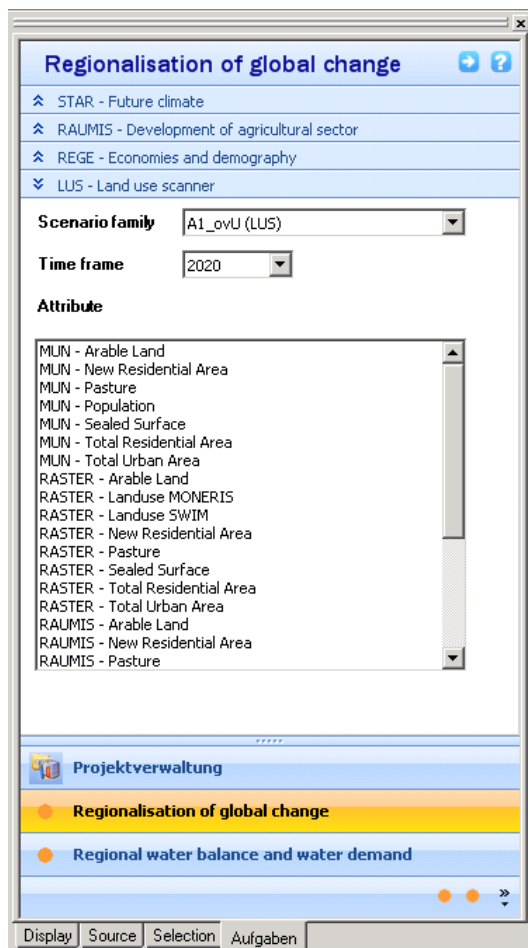 Regionalisation of global change
STAR - Future climate
RAUMIS - Development of agricultural sector
REGE - Economies and demography
LUS - Land use scanner
Scenario family A1_ovU (LUS)
Time frame 2020
Attribute
MUN - Arable Land
MUN - New Residential Area
MUN - Pasture
MUN - Population
MUN - Sealed Surface
MUN - Total Residential Area
MUN - Total Urban Area
RASTER - Arable Land
RASTER - Landuse MONERIS
RASTER - Landuse SWIM
RASTER - New Residential Area
RASTER - Pasture
RASTER - Sealed Surface
RASTER - Total Residential Area
RASTER - Total Urban Area
RAUMIS - Arable Land
RAUMIS - New Residential Area
RAUMIS - Pasture
Projektverwaltung
Regionalisation of global change
Regional water balance and water demand
Display Source Selection Aufgaben